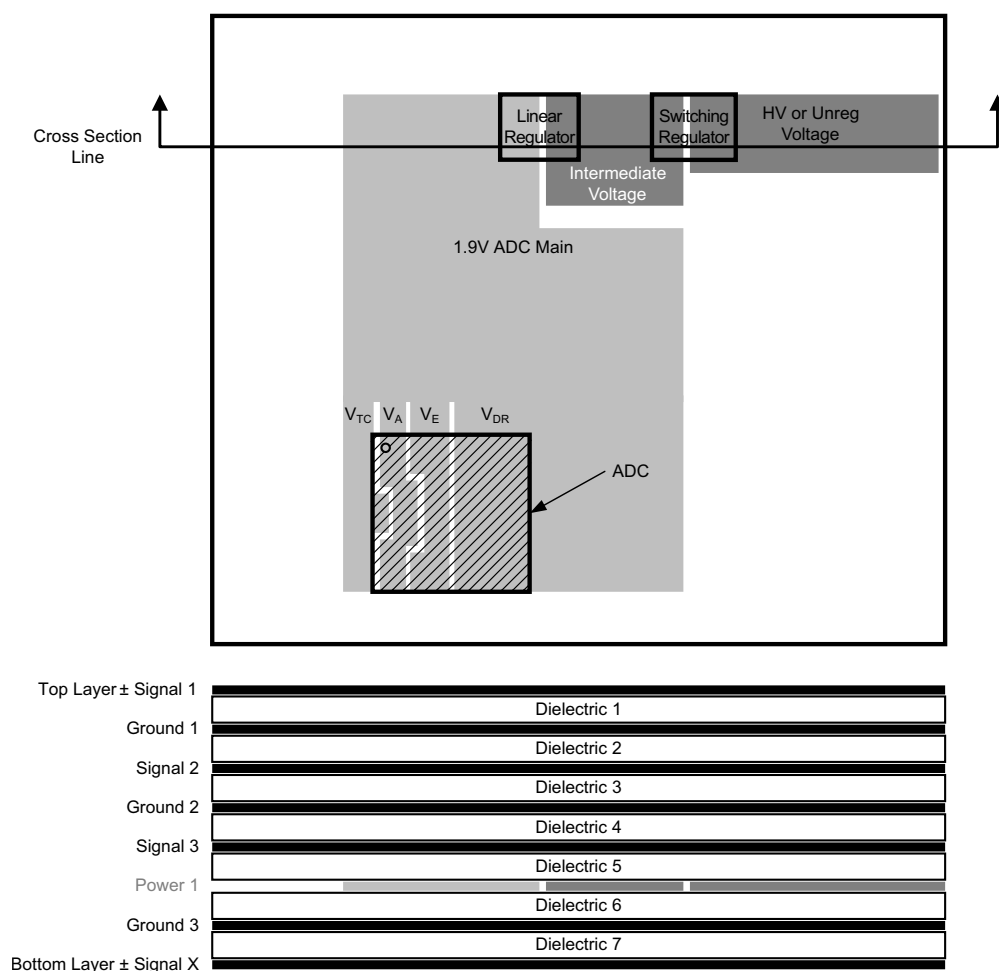 Linear
Regulator
Switching
Regulator
HV or Unreg
Voltage
Cross Section
Line
Intermediate
Voltage
1.9V ADC Main
VTC VA VE VDR
ADC
Top Layer ± Signal 1
Dielectric 1
Ground 1
Dielectric 2
Signal 2
Dielectric 3
Ground 2
Dielectric 4
Signal 3
Dielectric 5
Power 1
Dielectric 6
Ground 3
Dielectric 7
Bottom Layer ± Signal X